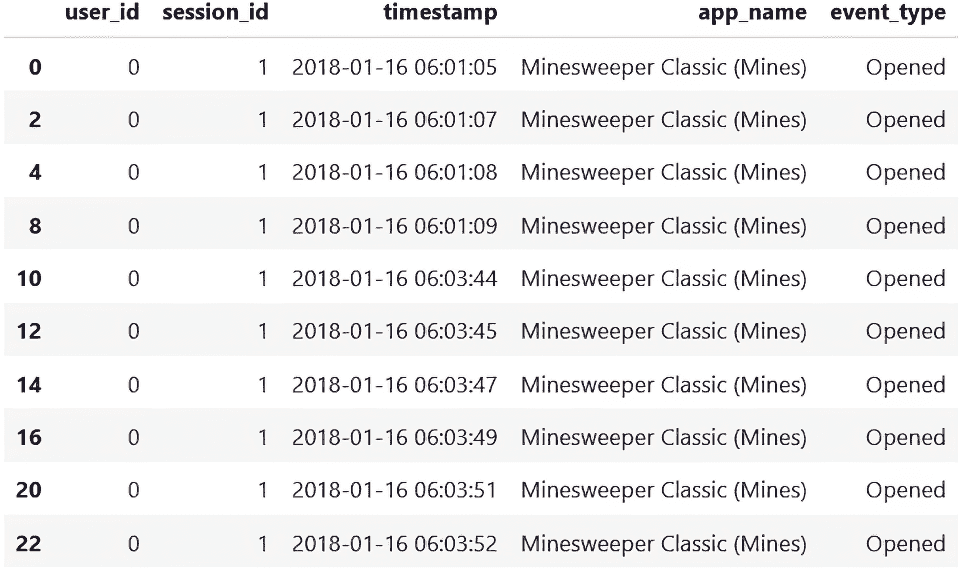 user_id session_id timestamp app_name event_type
0 0 1 2018-01-16 06:01:05 Minesweeper Classic (Mines) Opened
2 0 1 2018-01-16 06:01:07 Minesweeper Classic (Mines) Opened
4 0 1 2018-01-16 06:01:08 Minesweeper Classic (Mines) Opened
8 0 1 2018-01-16 06:01:09 Minesweeper Classic (Mines) Opened
10 0 1 2018-01-16 06:03:44 Minesweeper Classic (Mines) Opened
12 0 1 2018-01-16 06:03:45 Minesweeper Classic (Mines) Opened
14 0 1 2018-01-16 06:03:47 Minesweeper Classic (Mines) Opened
16 0 1 2018-01-16 06:03:49 Minesweeper Classic (Mines) Opened
20 0 1 2018-01-16 06:03:51 Minesweeper Classic (Mines) Opened
22 0 1 2018-01-16 06:03:52 Minesweeper Classic (Mines) Opened